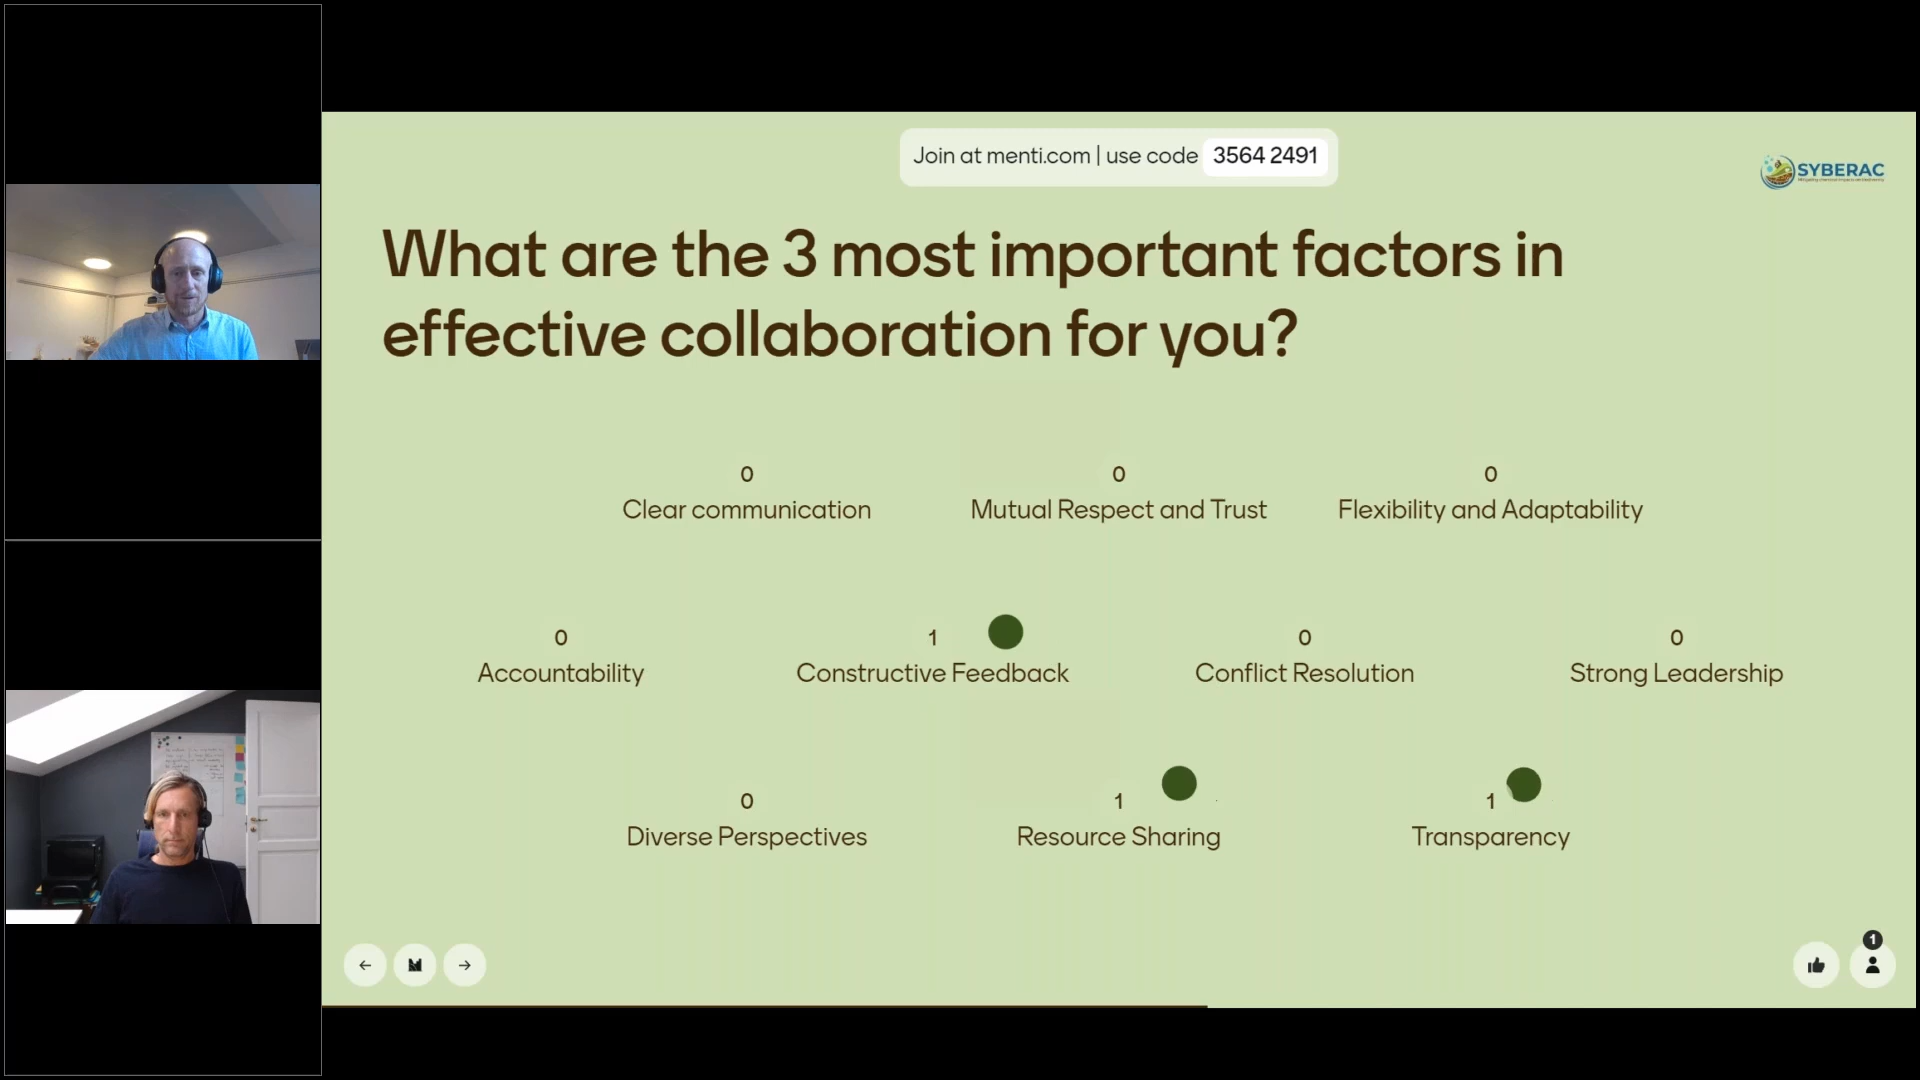 Join at menti.com | use code 3564 2491
SYBERAC
What are the 3 most important factors in
effective collaboration for you?
0
0
0
Clear communication
Mutual Respect and Trust
Flexibility and Adaptability
0
1
0
0
Accountability
Constructive Feedback
Conflict Resolution
Strong Leadership
0
1
1
Diverse Perspectives
Resource Sharing
Transparency
1